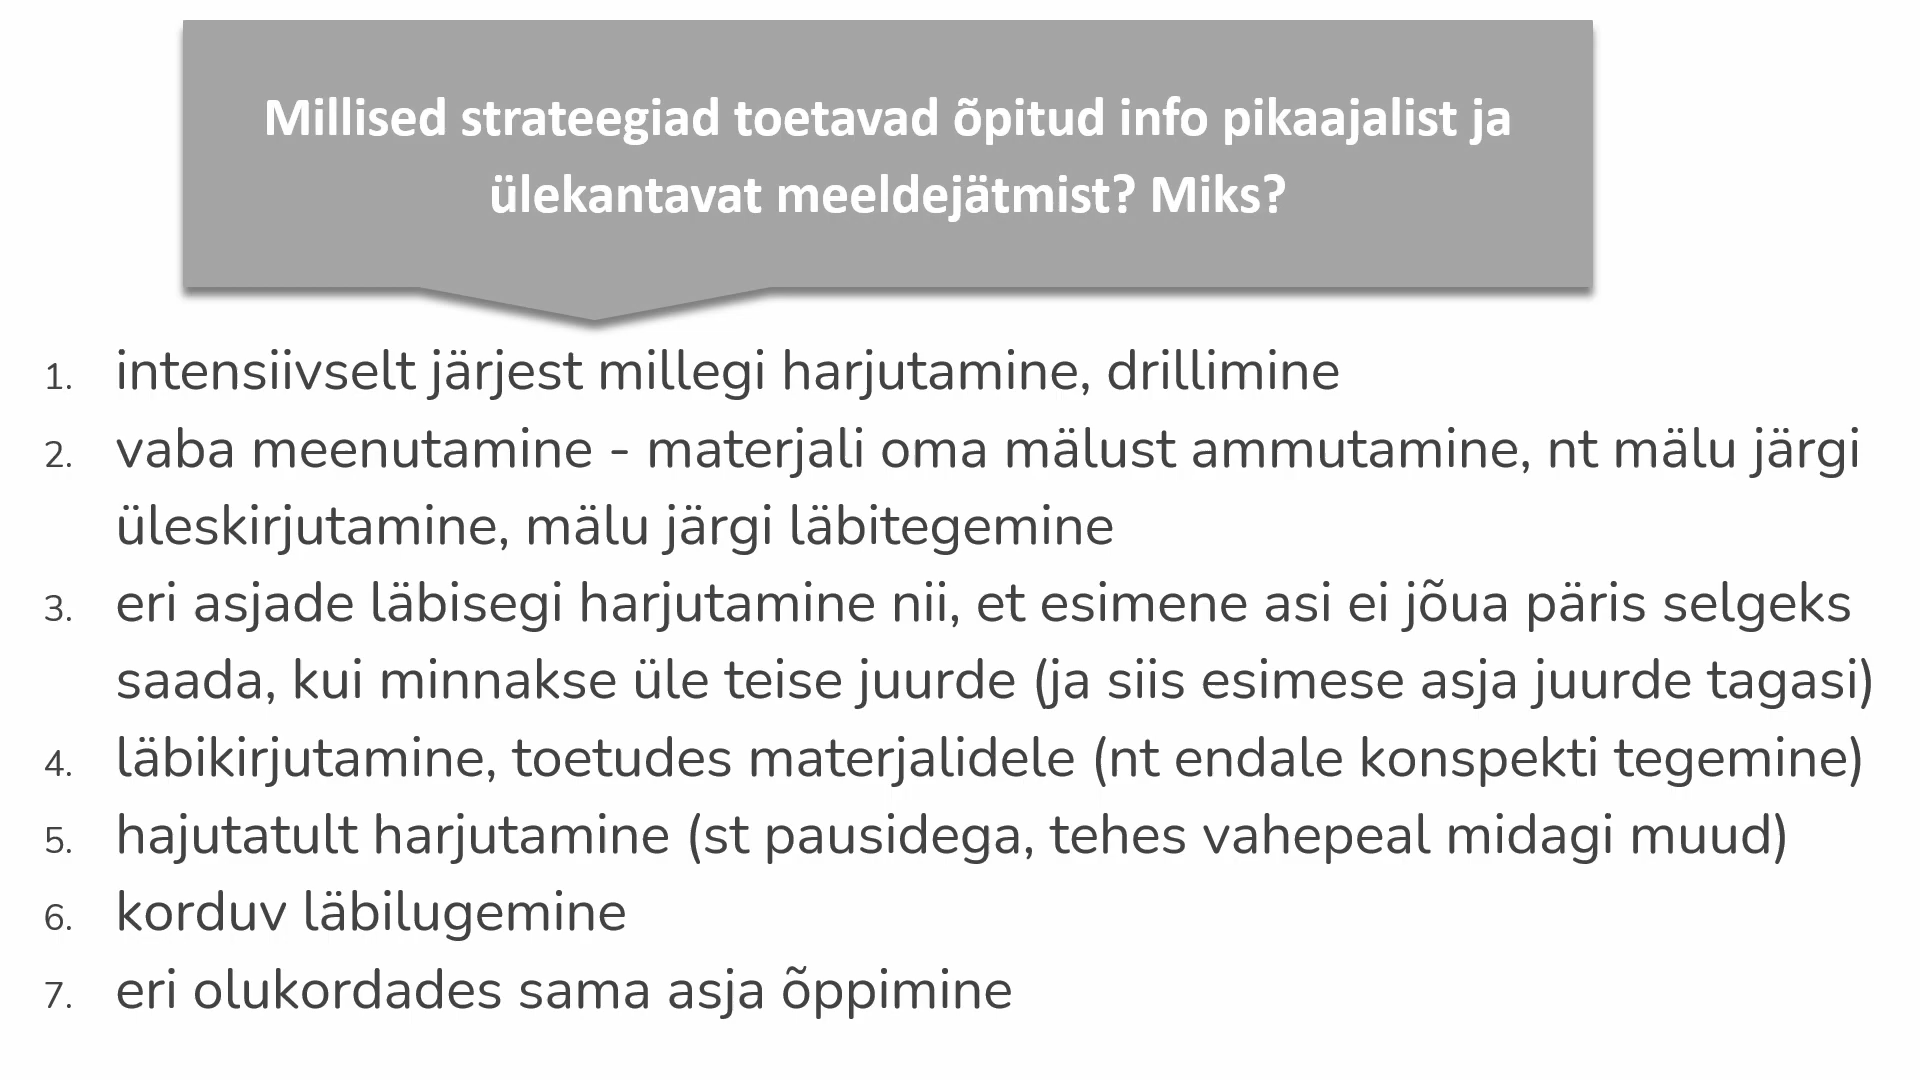 Millised strateegiad toetavad õpitud info pikaajalist ja
ülekantavat meeldejätmist? Miks?
1. intensiivselt järjest millegi harjutamine, drillimine
2. vaba meenutamine - materjali oma mälust ammutamine, nt mälu järgi
üleskirjutamine, mälu järgi läbitegemine
3. eri asjade läbisegi harjutamine nii, et esimene asi ei jõua päris selgeks
saada, kui minnakse üle teise juurde (ja siis esimese asja juurde tagasi)
4. läbikirjutamine, toetudes materjalidele (nt endale konspekti tegemine)
5. hajutatult harjutamine (st pausidega, tehes vahepeal midagi muud)
6. korduv läbilugemine
7. eri olukordades sama asja õppimine